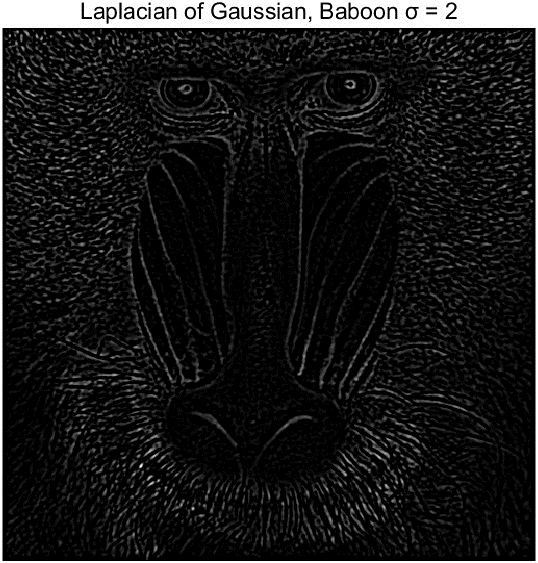 Laplacian of Gaussian, Baboon σ = 2